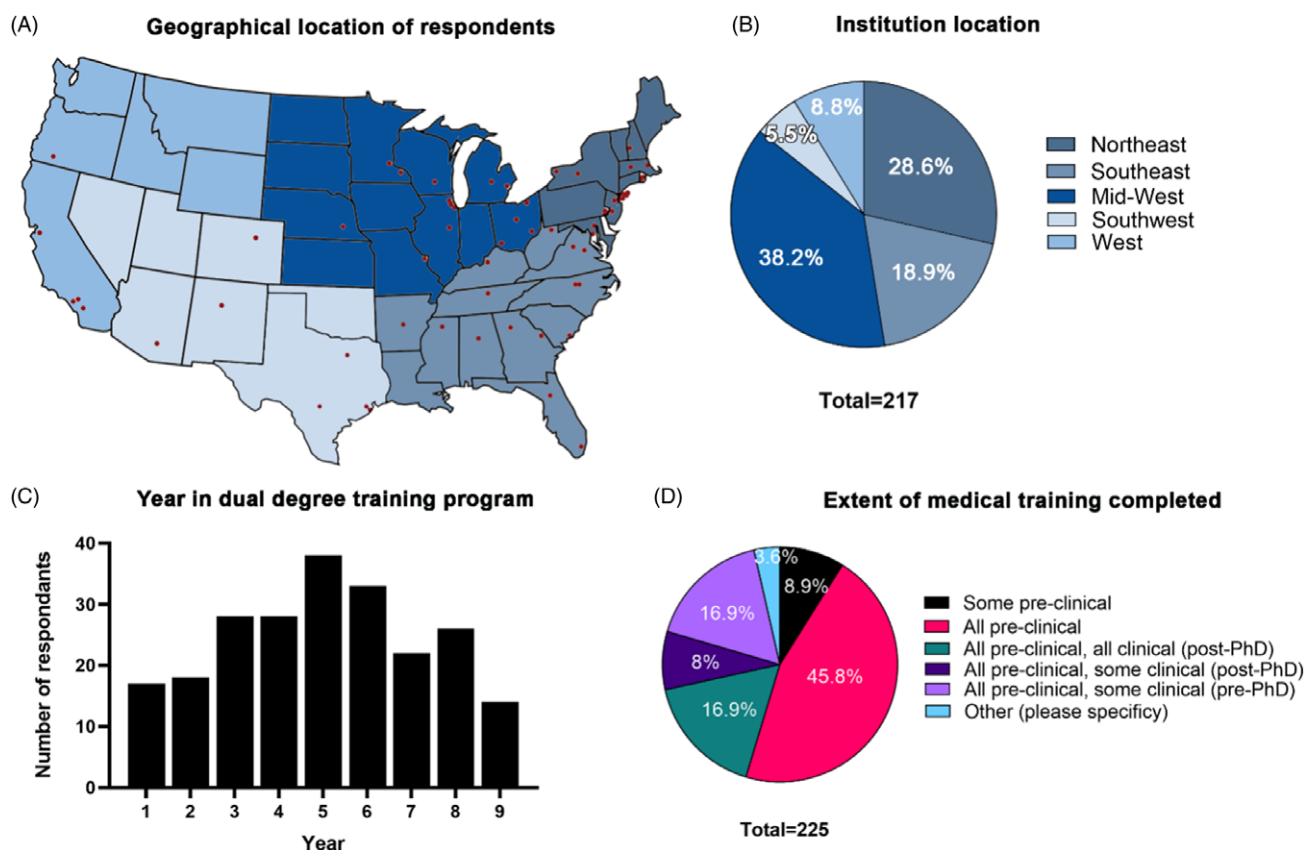 (A)
Geographical location of respondents
(B)
Institution location
8.8%
5.5%
28.6%
38.2%
18.9%
Northeast
Southeast
Mid-West
Southwest
West
Total=217
(C)
Year in dual degree training program
Number of respondants
40
30
20
10
0
1 2 3 4 5 6 7 8 9
Year
(D)
Extent of medical training completed
3.6%
8.9%
16.9%
8%
45.8%
16.9%
Some pre-clinical
All pre-clinical
All pre-clinical, all clinical (post-PhD)
All pre-clinical, some clinical (post-PhD)
All pre-clinical, some clinical (pre-PhD)
Other (please specificy)
Total=225